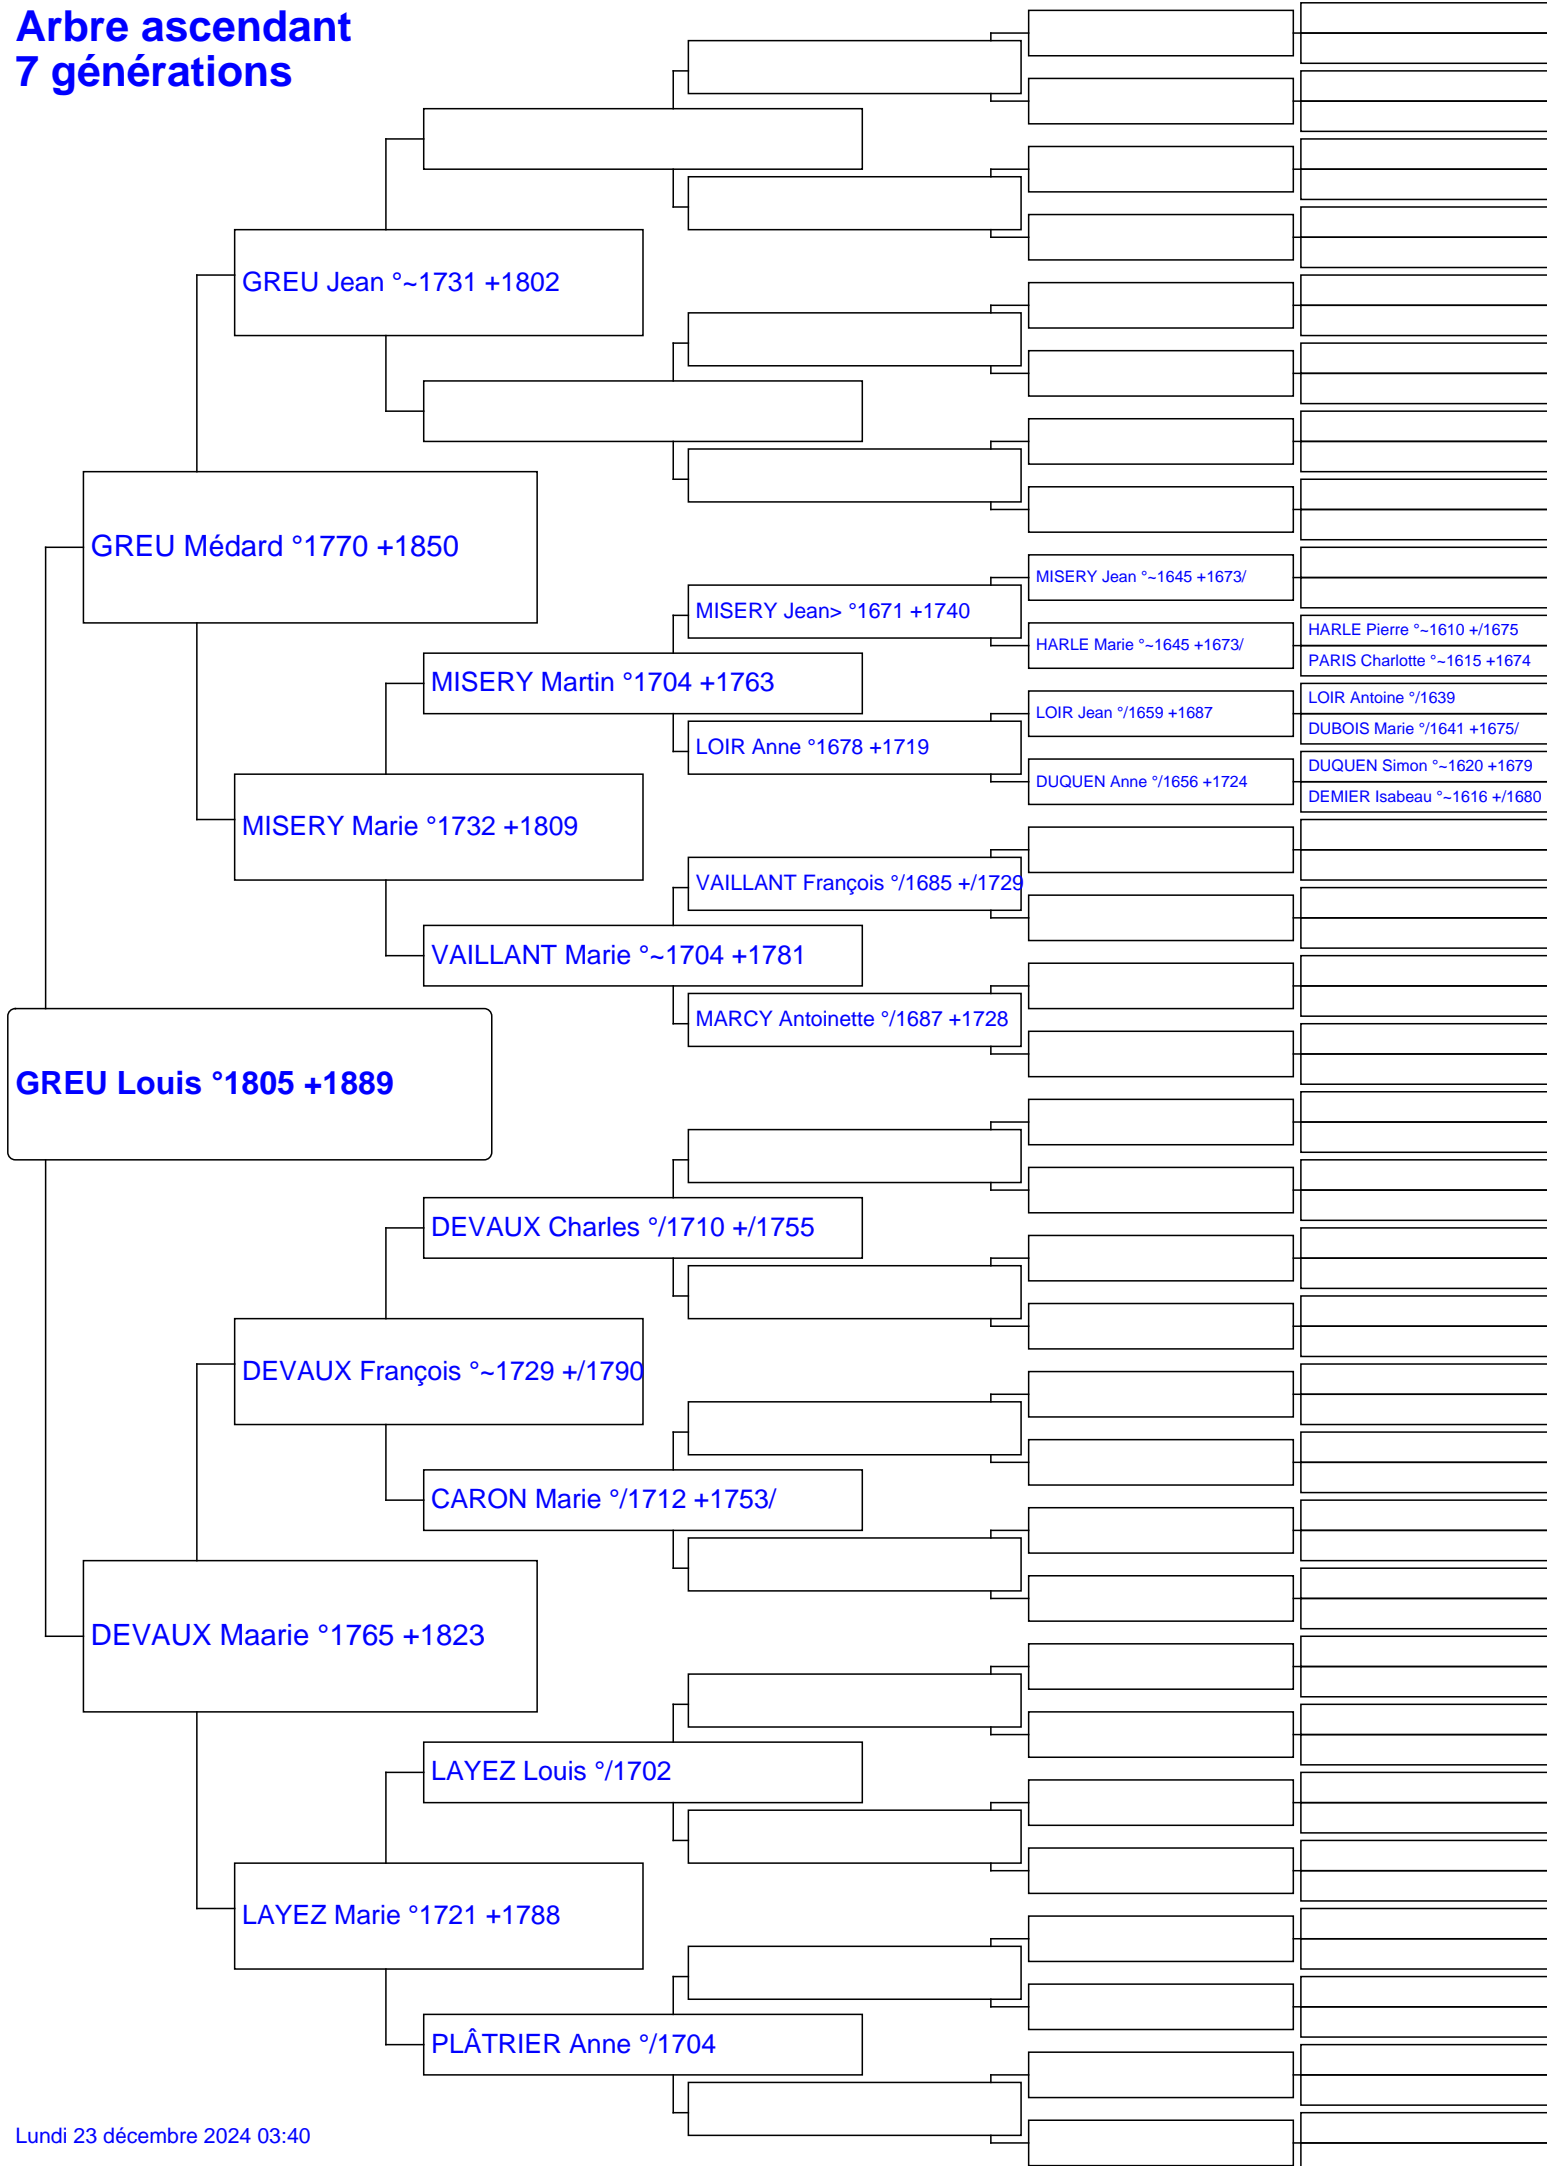 Arbre ascendant
7 générations
GREU Jean °~1731 +1802
GREU Médard °1770 +1850
MISERY Jean °~1645 +1673/
MISERY Jean> °1671 +1740
HARLE Pierre °~1610 +/1675
HARLE Marie °~1645 +1673/
PARIS Charlotte °~1615 +1674
MISERY Martin °1704 +1763
LOIR Antoine °/1639
LOIR Jean °/1659 +1687
DUBOIS Marie °/1641 +1675/
LOIR Anne °1678 +1719
DUQUEN Simon °~1620 +1679
DUQUEN Anne °/1656 +1724
DEMIER Isabeau °~1616 +/1680
MISERY Marie °1732 +1809
VAILLANT François °/1685 +/1729
VAILLANT Marie °~1704 +1781
MARCY Antoinette °/1687 +1728
GREU Louis °1805 +1889
DEVAUX Charles °/1710 +/1755
DEVAUX François °~1729 +/1790
CARON Marie °/1712 +1753/
DEVAUX Maarie °1765 +1823
LAYEZ Louis °/1702
LAYEZ Marie °1721 +1788
PLÂTRIER Anne °/1704
Lundi 23 décembre 2024 03:40